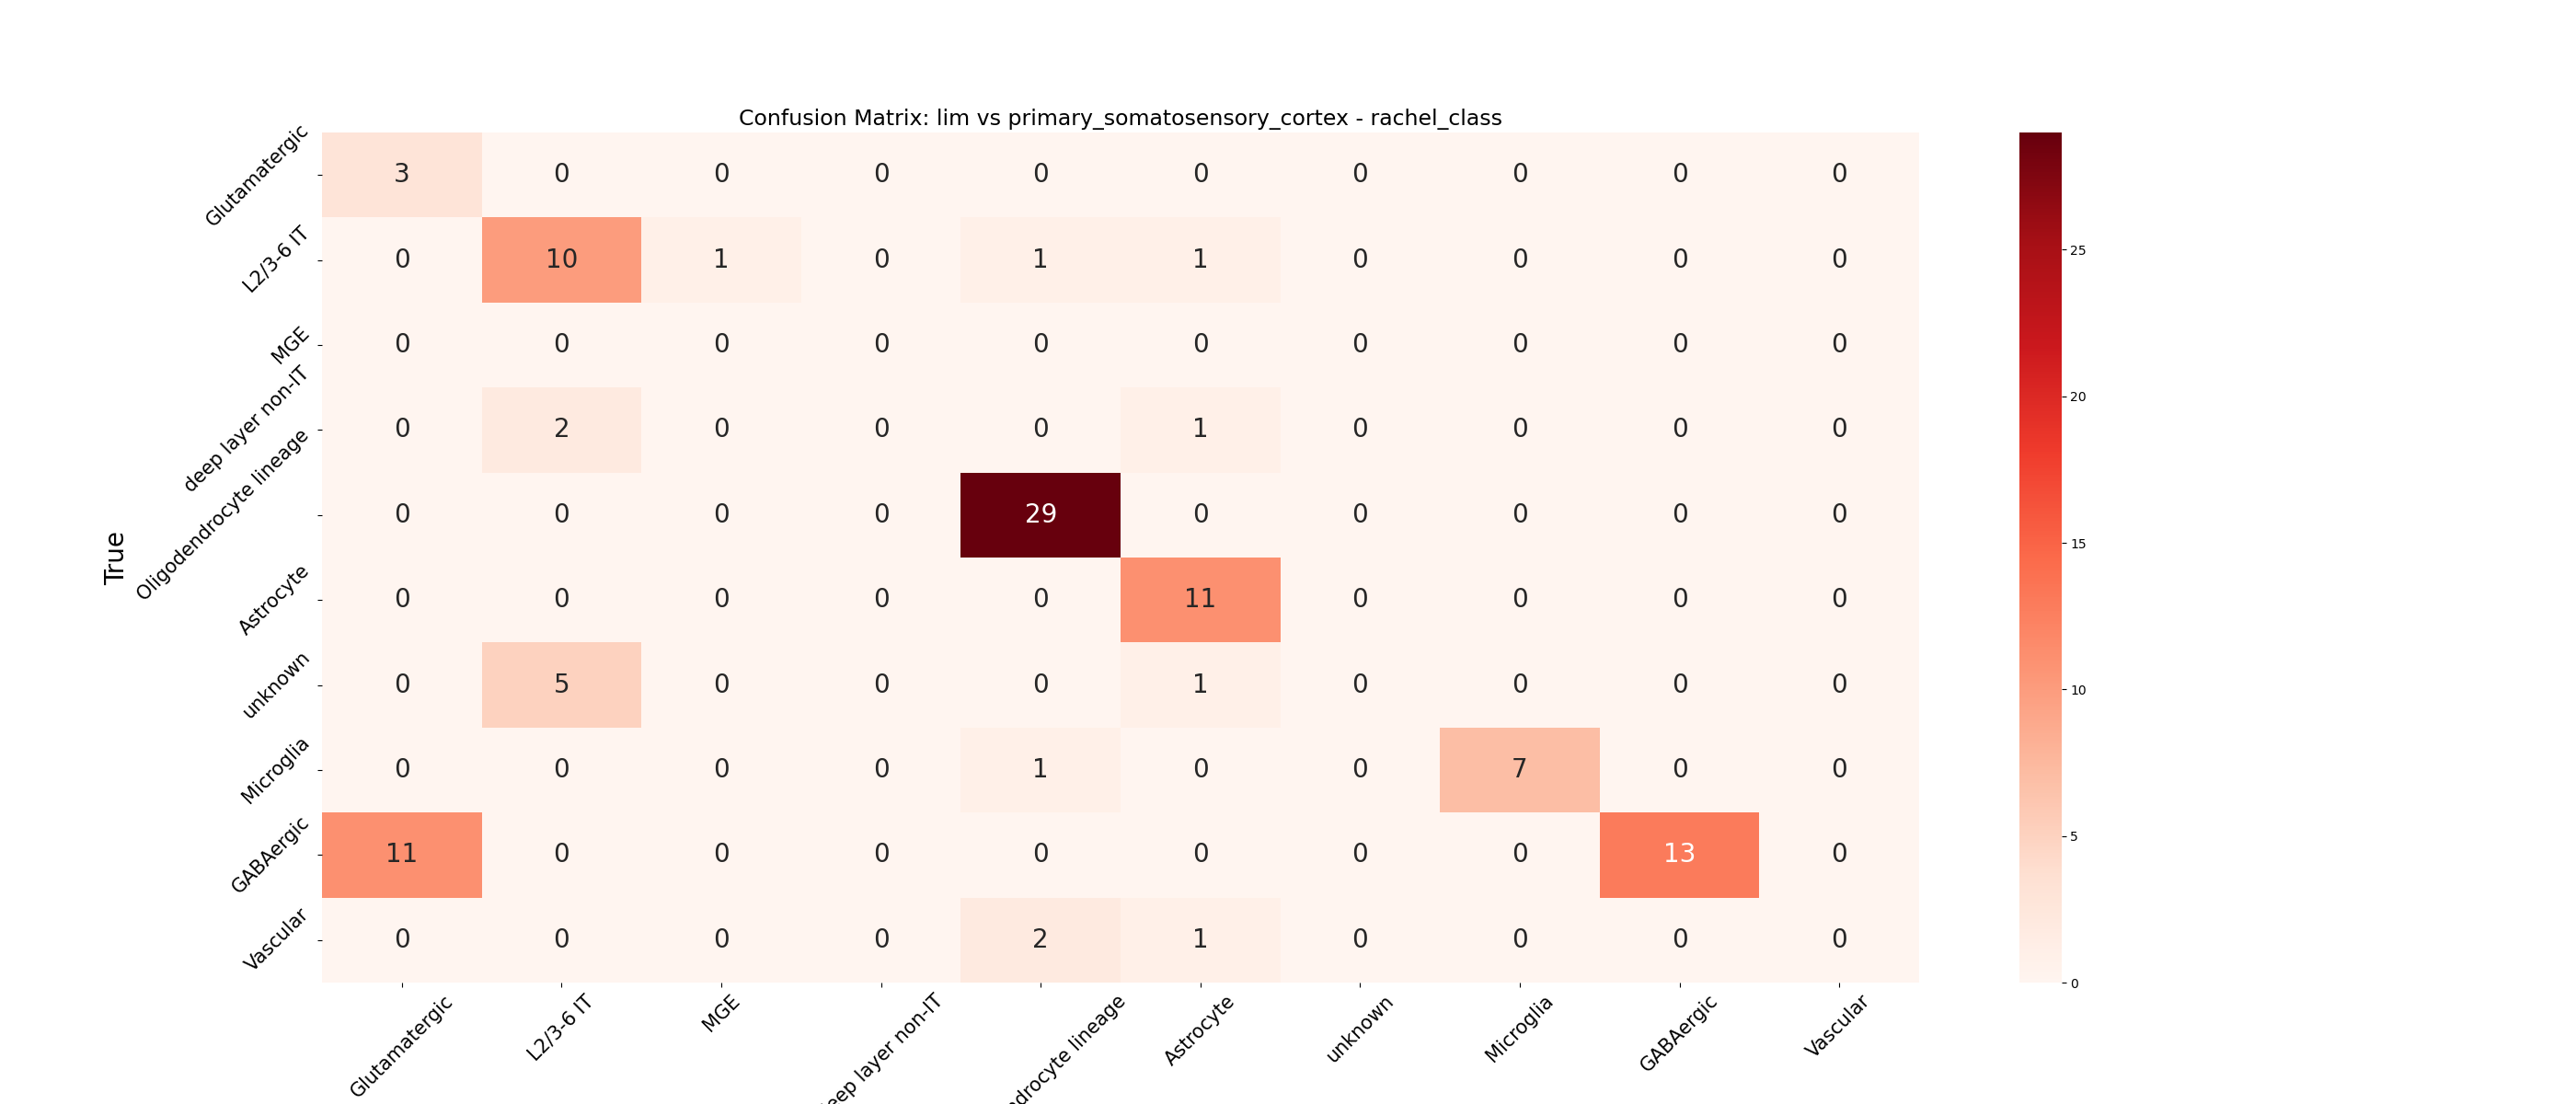 Confusion Matrix: lim vs primary_somatosensory_cortex - rachel_class
Glutamatergic 3 0 0 0 0 0 0 0 0 0
L2/3-6 IT 0 10 1 0 1 1 0 0 0 0
MGE 0 0 0 0 0 0 0 0 0 0
deep layer non-IT 0 2 0 0 0 1 0 0 0 0
Oligodendrocyte lineage 0 0 0 0 29 0 0 0 0 0
Astrocyte 0 0 0 0 0 11 0 0 0 0
unknown 0 5 0 0 0 1 0 0 0 0
Microglia 0 0 0 0 1 0 0 7 0 0
GABAergic 11 0 0 0 0 0 0 0 13 0
Vascular 0 0 0 0 2 1 0 0 0 0
True
Glutamatergic L2/3-6 IT MGE eep layer non-IT ndrocyte lineage Astrocyte unknown Microglia GABAergic Vascular
25
20
15
10
5
0